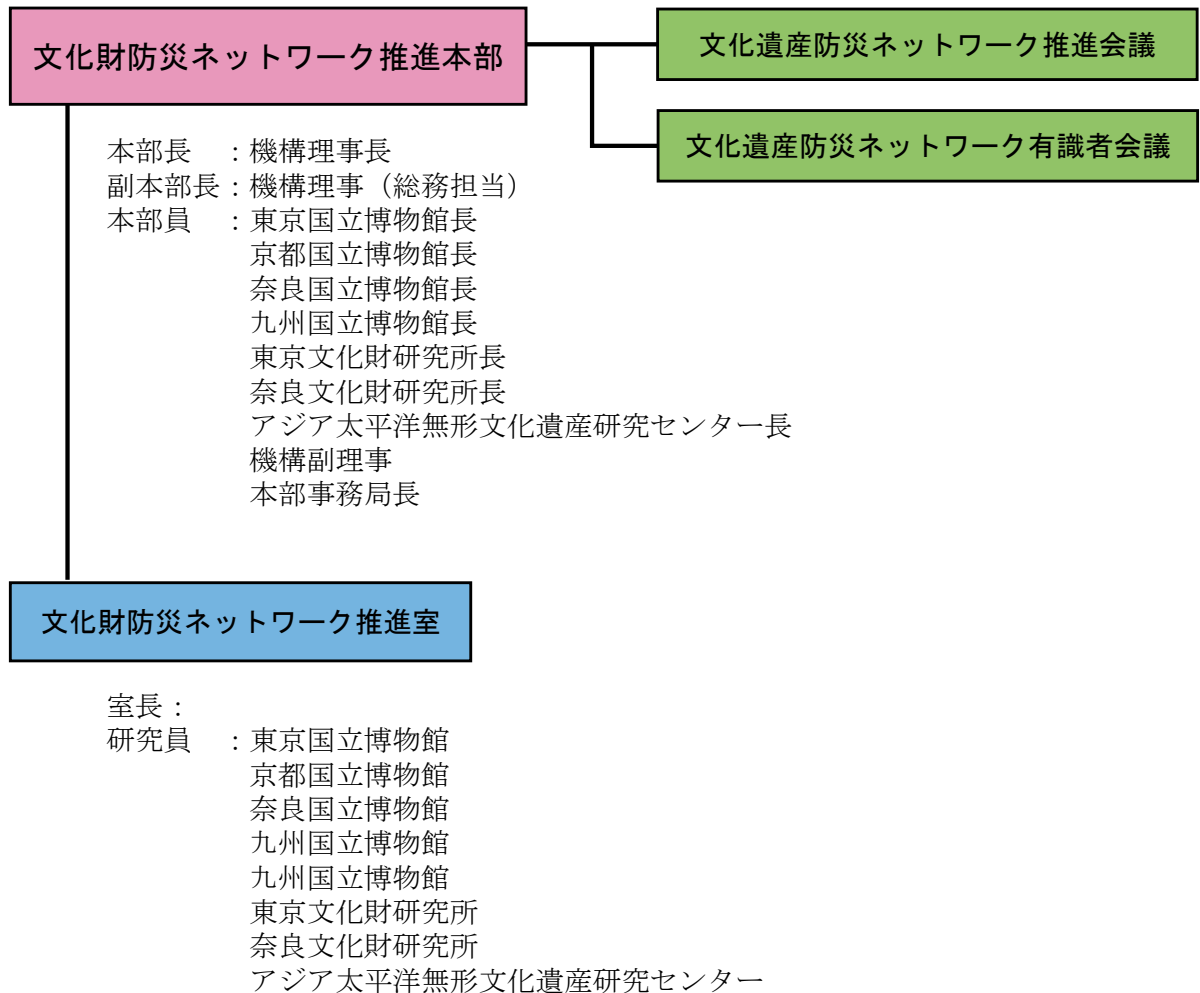 文化財防災ネットワーク推進本部
文化遺産防災ネットワーク推進会議
文化遺産防災ネットワーク有識者会議
本部長　：機構理事長
副本部長：機構理事（総務担当）
本部員　：東京国立博物館長
京都国立博物館長
奈良国立博物館長
九州国立博物館長
東京文化財研究所長
奈良文化財研究所長
アジア太平洋無形文化遺産研究センター長
機構副理事
本部事務局長
文化財防災ネットワーク推進室
室長：
研究員　：東京国立博物館
京都国立博物館
奈良国立博物館
九州国立博物館
九州国立博物館
東京文化財研究所
奈良文化財研究所
アジア太平洋無形文化遺産研究センター